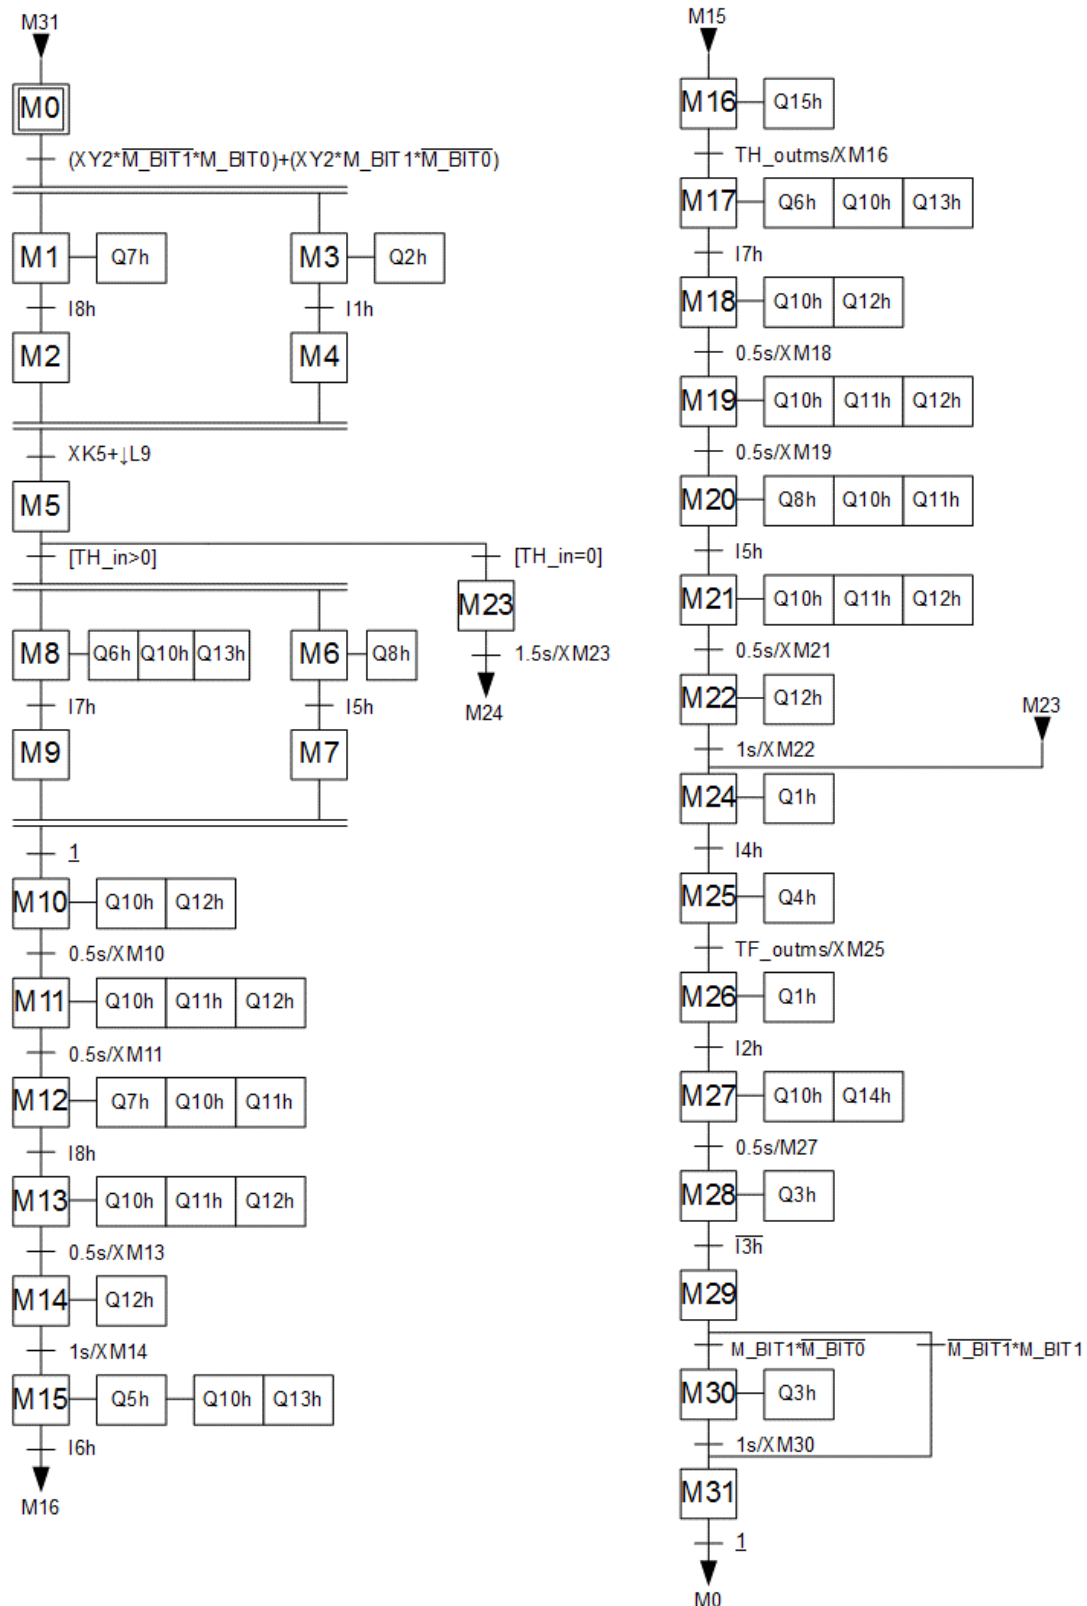 M31
M0
(XY2*M_BIT1*M_BIT0)+(XY2*M_BIT1*M_BIT0)
M1 Q7h M3 Q2h
I8h I1h
M2 M4
XK5+↓L9
M5
[TH_in>0] [TH_in=0]
M23
M8 Q6h Q10h Q13h M6 Q8h 1.5s/XM23
I7h I5h M24
M9 M7
1
M10 Q10h Q12h
0.5s/XM10
M11 Q10h Q11h Q12h
0.5s/XM11
M12 Q7h Q10h Q11h
I8h
M13 Q10h Q11h Q12h
0.5s/XM13
M14 Q12h
1s/XM14
M15 Q5h Q10h Q13h
I6h
M16
M15
M16 Q15h
TH_outms/XM16
M17 Q6h Q10h Q13h
I7h
M18 Q10h Q12h
0.5s/XM18
M19 Q10h Q11h Q12h
0.5s/XM19
M20 Q8h Q10h Q11h
I5h
M21 Q10h Q11h Q12h
0.5s/XM21
M22 Q12h M23
1s/XM22
M24 Q1h
I4h
M25 Q4h
TF_outms/XM25
M26 Q1h
I2h
M27 Q10h Q14h
0.5s/M27
M28 Q3h
I3h
M29
M_BIT1*M_BIT0 M_BIT1*M_BIT1
M30 Q3h
1s/XM30
M31
1
M0